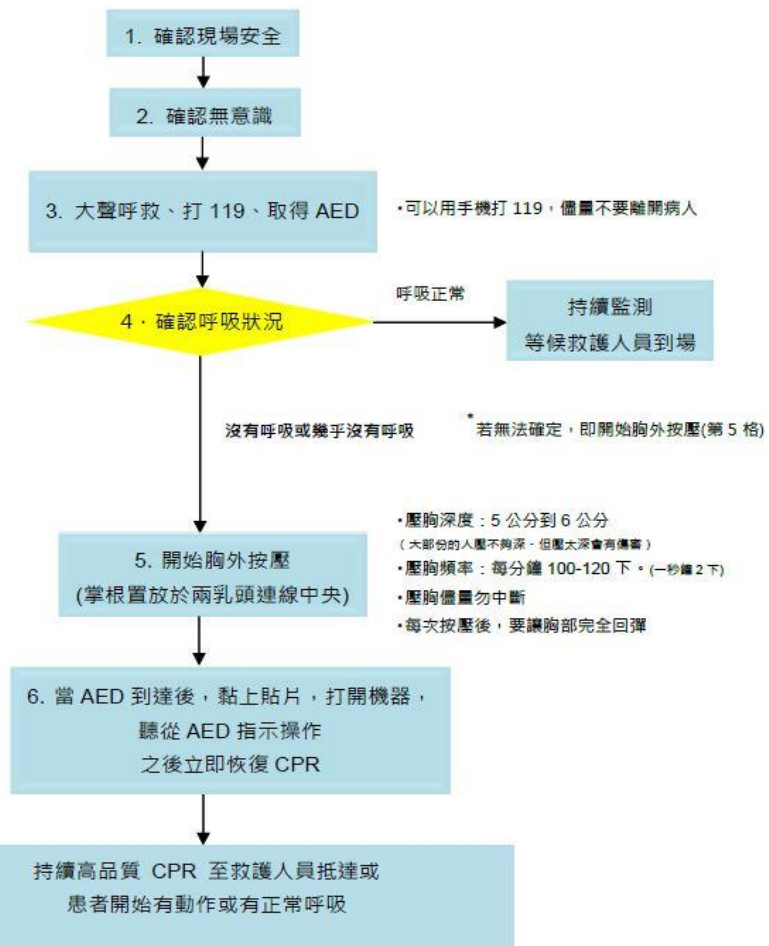 1. 確認現場安全
2. 確認無意識
3. 大聲呼救、打 119、取得 AED
•可以用手機打 119，儘量不要離開病人
4．確認呼吸狀況
呼吸正常
持續監測
等候救護人員到場
沒有呼吸或幾乎沒有呼吸
*若無法確定，即開始胸外按壓(第 5 格)
5. 開始胸外按壓
(掌根置放於兩乳頭連線中央)
•壓胸深度：5 公分到 6 公分
（大部份的人壓不夠深，但壓太深會有傷害）
•壓胸頻率：每分鐘 100-120 下。(一秒鐘 2 下)
•壓胸儘量勿中斷
•每次按壓後，要讓胸部完全回彈
6. 當 AED 到達後，黏上貼片，打開機器，
聽從 AED 指示操作
之後立即恢復 CPR
持續高品質 CPR 至救護人員抵達或
患者開始有動作或有正常呼吸